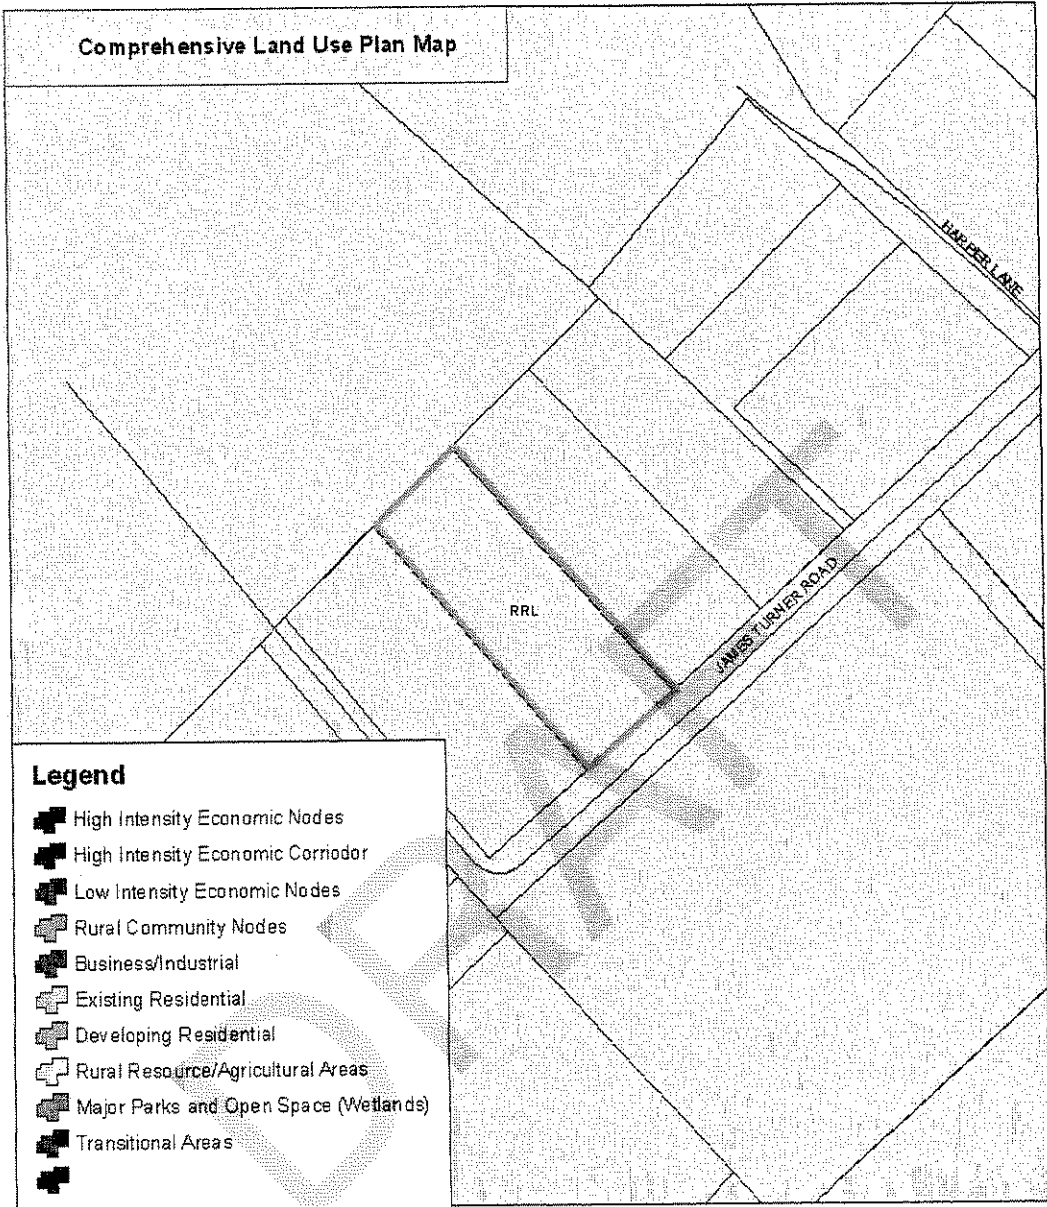 Comprehensive Land Use Plan Map
HARPER LANE
RRL
JAMES TURNER ROAD
Legend
High Intensity Economic Nodes
High Intensity Economic Corriodor
Low Intensity Economic Nodes
Rural Community Nodes
Business/Industrial
Existing Residential
Developing Residential
Rural Resource/Agricultural Areas
Major Parks and Open Space (Wetlands)
Transitional Areas
DRAFT